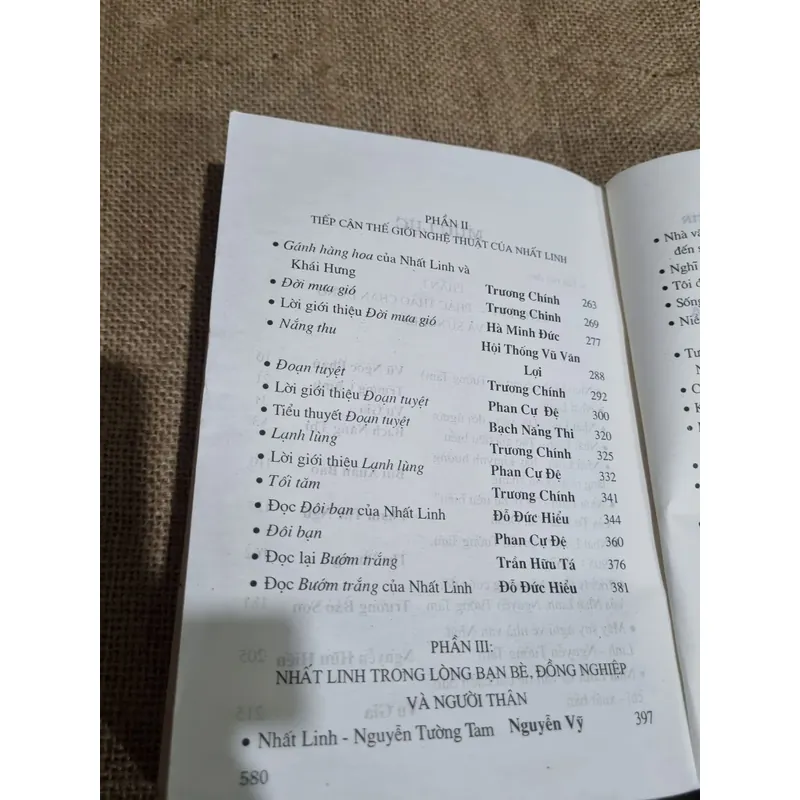 PHẦN II
TIẾP CẬN THẾ GIỚI NGHỆ THUẬT CỦA NHẤT LINH
• Gánh hàng hoa của Nhất Linh và
Khái Hưng Trương Chính 263
• Đời mưa gió Trương Chính 269
• Lời giới thiệu Đời mưa gió Hà Minh Đức 277
• Nắng thu Hội Thống Vũ Văn
Lợi 288
• Đoạn tuyệt Trương Chính 292
• Lời giới thiệu Đoạn tuyệt Phan Cự Đệ 300
• Tiểu thuyết Đoạn tuyệt Bạch Năng Thi 320
• Lạnh lùng Trương Chính 325
• Lời giới thiệu Lạnh lùng Phan Cự Đệ 332
• Tối tăm Trương Chính 341
• Đọc Đôi bạn của Nhất Linh Đỗ Đức Hiểu 344
• Đôi bạn Phan Cự Đệ 360
• Đọc lại Bướm trắng Trần Hữu Tá 376
• Đọc Bướm trắng của Nhất Linh Đỗ Đức Hiểu 381
PHẦN III:
NHẤT LINH TRONG LÒNG BẠN BÈ, ĐỒNG NGHIỆP
VÀ NGƯỜI THÂN
• Nhất Linh - Nguyễn Tường Tam Nguyễn Vỹ 397
580
• Nhà vă
đến s
• Nghĩ
• Tôi đ
• Sống